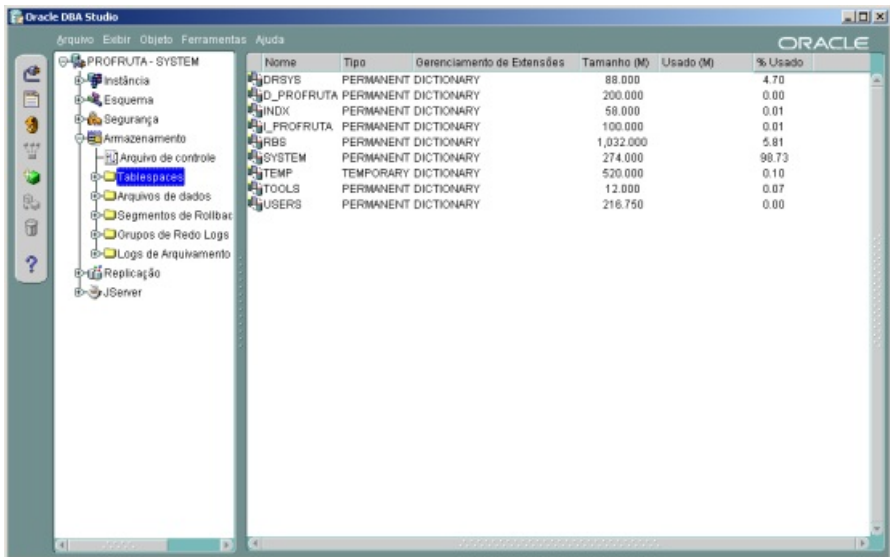 Oracle DBA Studio
Arquivo Exibir Objeto Ferramentas Ajuda
ORACLE
PROFRUTA - SYSTEM
Instância
Esquema
Segurança
Armazenamento
Arquivo de controle
Tablespaces
Arquivos de dados
Segmentos de Rollbac
Grupos de Redo Logs
Logs de Arquivamento
Replicação
JServer
Nome Tipo Gerenciamento de Extensões Tamanho (M) Usado (M) % Usado
DRSYS PERMANENT DICTIONARY 88.000 4.70
D_PROFRUTA PERMANENT DICTIONARY 200.000 0.00
INDX PERMANENT DICTIONARY 58.000 0.01
I_PROFRUTA PERMANENT DICTIONARY 100.000 0.01
RBS PERMANENT DICTIONARY 1,032.000 5.81
SYSTEM PERMANENT DICTIONARY 274.000 98.73
TEMP TEMPORARY DICTIONARY 520.000 0.10
TOOLS PERMANENT DICTIONARY 12.000 0.07
USERS PERMANENT DICTIONARY 216.750 0.00